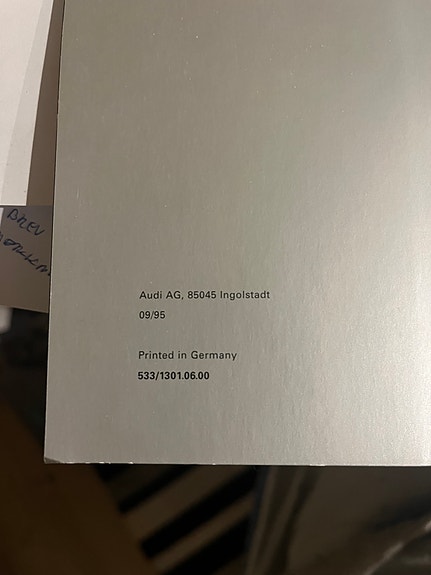 Audi AG, 85045 Ingolstadt
09/95
Printed in Germany
533/1301.06.00